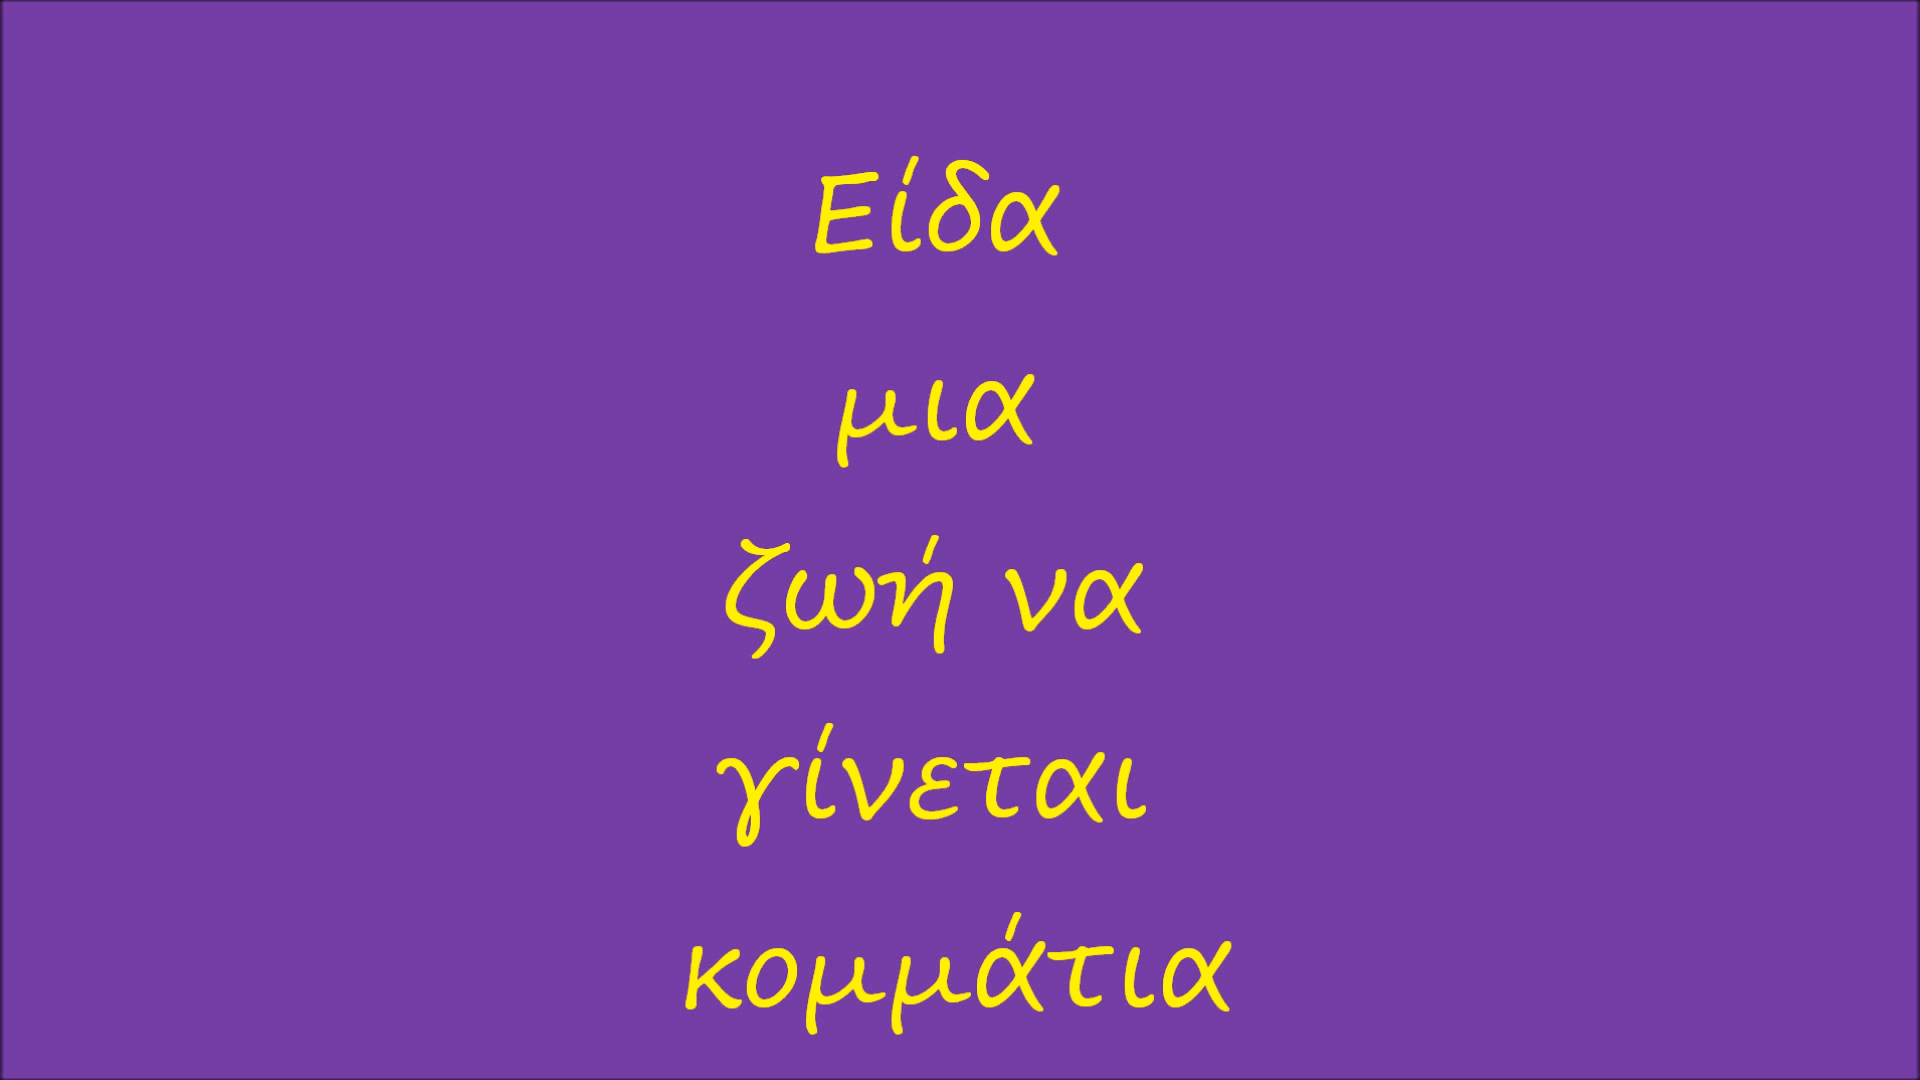 Είδα
μια
ζωή να
γίνεται
κομμάτια